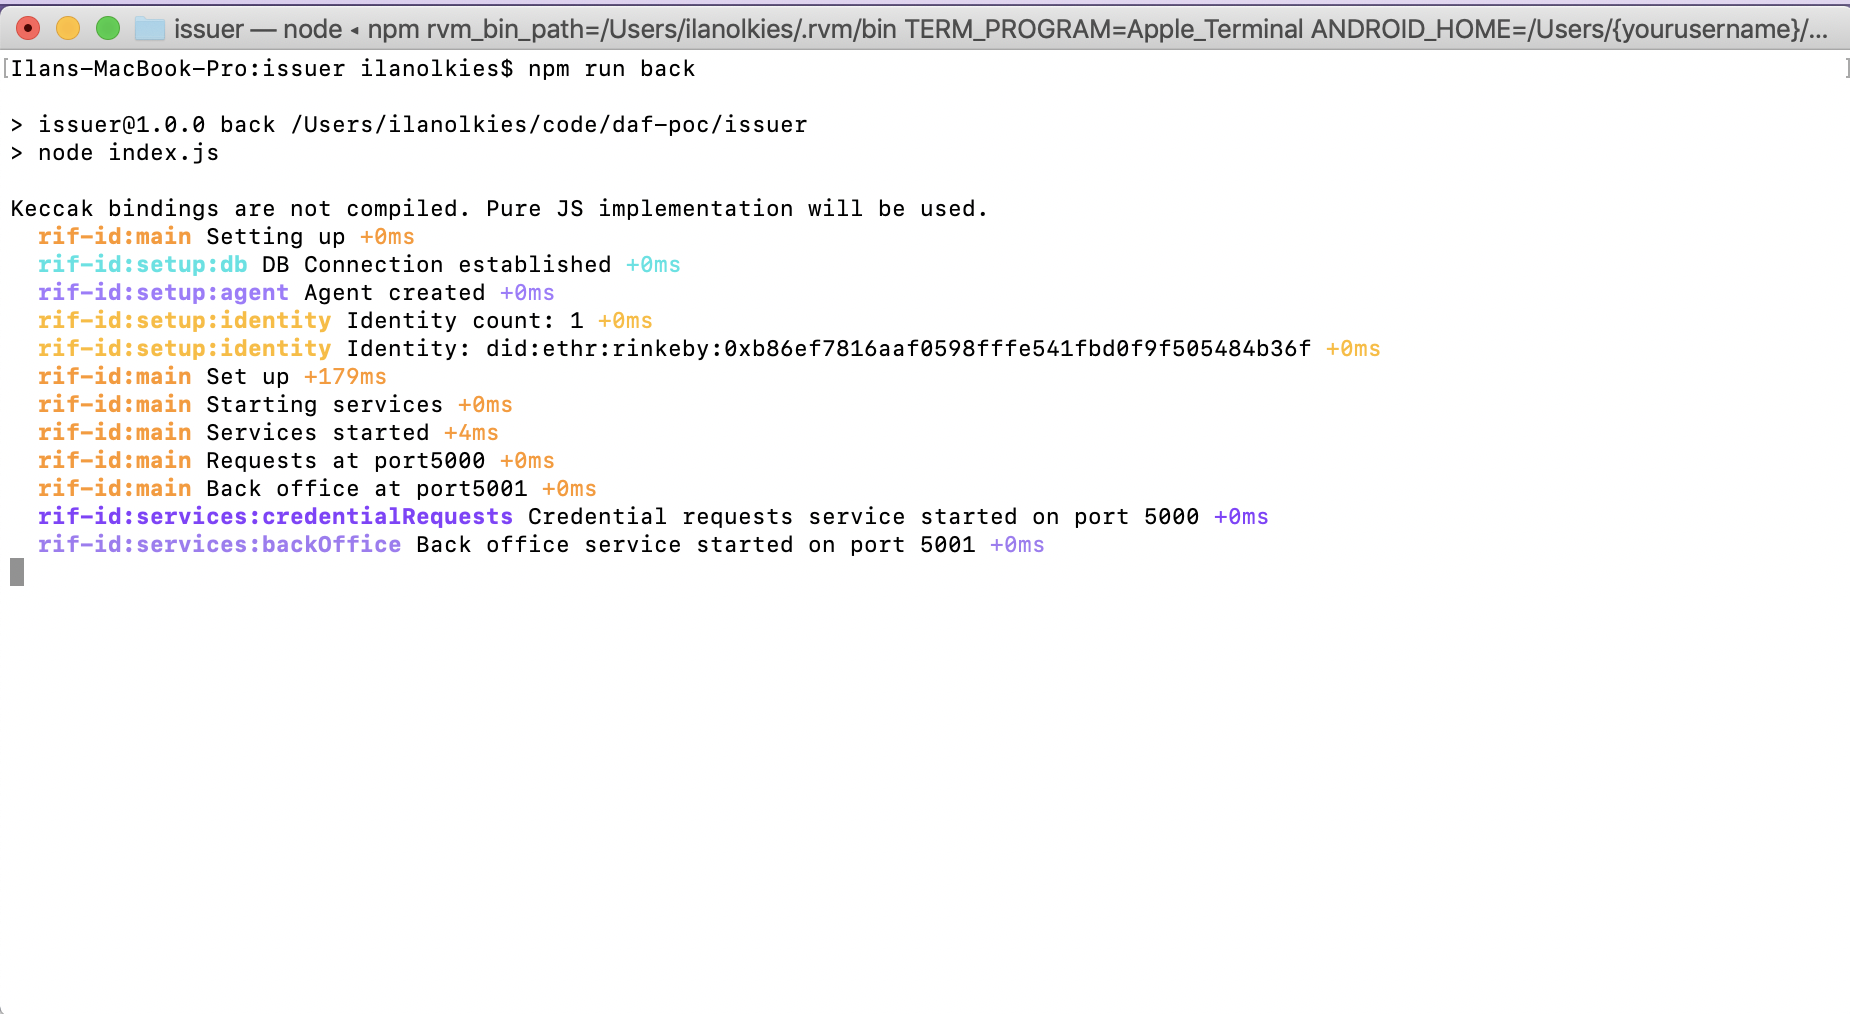 issuer — node ◂ npm rvm_bin_path=/Users/ilanolkies/.rvm/bin TERM_PROGRAM=Apple_Terminal ANDROID_HOME=/Users/{yourusername}/...
[Ilans-MacBook-Pro:issuer ilanolkies$ npm run back ]
> issuer@1.0.0 back /Users/ilanolkies/code/daf-poc/issuer
> node index.js
Keccak bindings are not compiled. Pure JS implementation will be used.
rif-id:main Setting up +0ms
rif-id:setup:db DB Connection established +0ms
rif-id:setup:agent Agent created +0ms
rif-id:setup:identity Identity count: 1 +0ms
rif-id:setup:identity Identity: did:ethr:rinkeby:0xb86ef7816aaf0598fffe541fbd0f9f505484b36f +0ms
rif-id:main Set up +179ms
rif-id:main Starting services +0ms
rif-id:main Services started +4ms
rif-id:main Requests at port5000 +0ms
rif-id:main Back office at port5001 +0ms
rif-id:services:credentialRequests Credential requests service started on port 5000 +0ms
rif-id:services:backOffice Back office service started on port 5001 +0ms